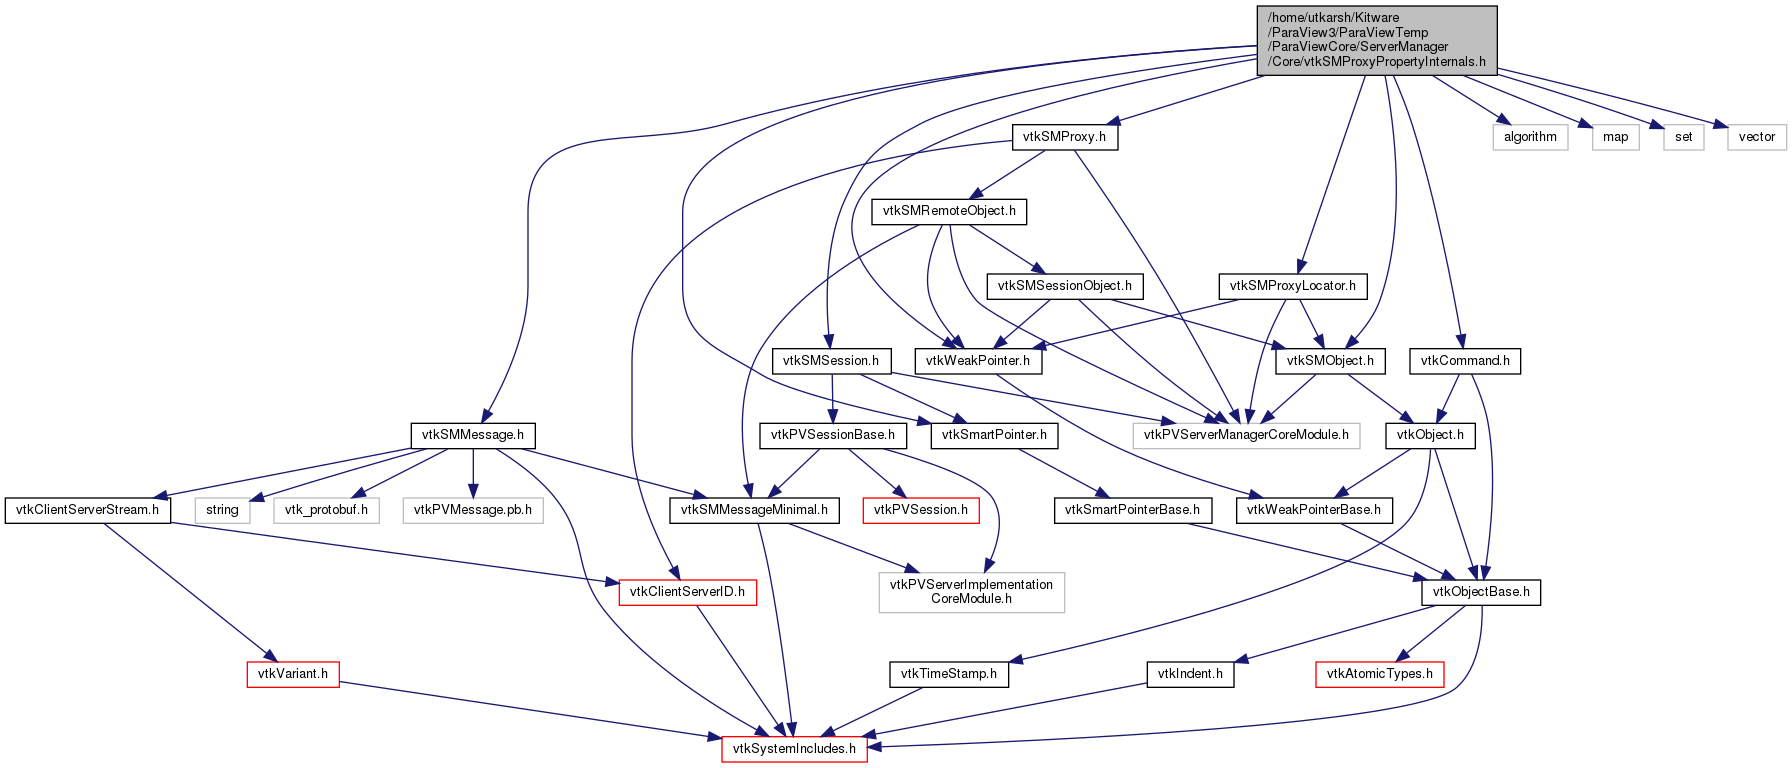 /home/utkarsh/Kitware
/ParaView3/ParaViewTemp
/ParaViewCore/ServerManager
/Core/vtkSMProxyPropertyInternals.h
vtkSMProxy.h
algorithm
map
set
vector
vtkSMRemoteObject.h
vtkSMSessionObject.h
vtkSMProxyLocator.h
vtkSMSession.h
vtkWeakPointer.h
vtkSMObject.h
vtkCommand.h
vtkSMMessage.h
vtkPVSessionBase.h
vtkSmartPointer.h
vtkPVServerManagerCoreModule.h
vtkObject.h
vtkClientServerStream.h
string
vtk_protobuf.h
vtkPVMessage.pb.h
vtkSMMessageMinimal.h
vtkPVSession.h
vtkSmartPointerBase.h
vtkWeakPointerBase.h
vtkClientServerID.h
vtkPVServerImplementation
CoreModule.h
vtkObjectBase.h
vtkVariant.h
vtkTimeStamp.h
vtkIndent.h
vtkAtomicTypes.h
vtkSystemIncludes.h